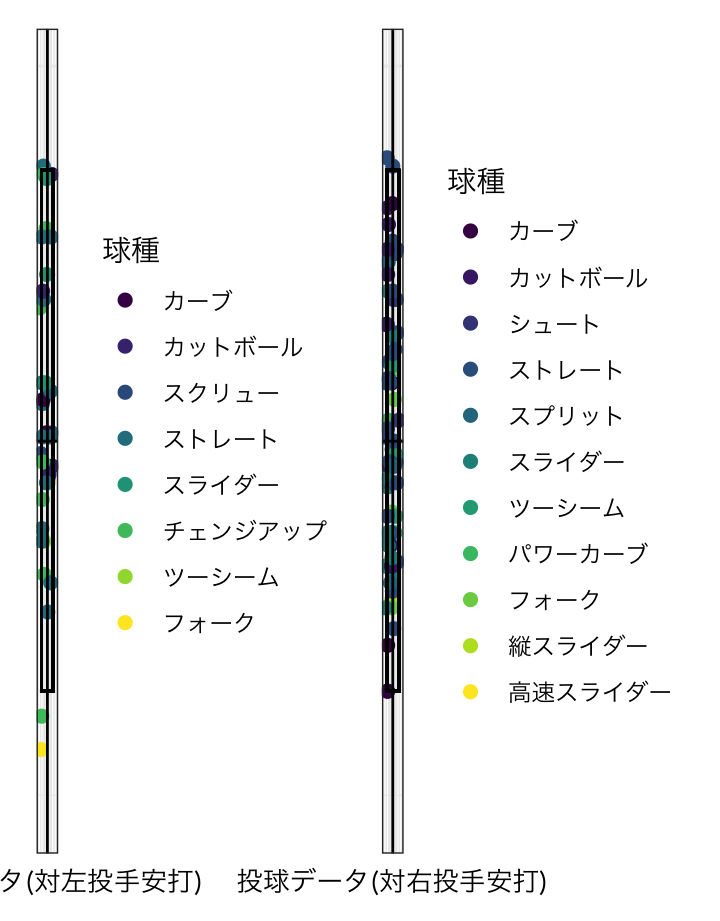 球種
カーブ
カットボール
スクリュー
ストレート
スライダー
チェンジアップ
ツーシーム
フォーク
タ(対左投手安打)
球種
カーブ
カットボール
シュート
ストレート
スプリット
スライダー
ツーシーム
パワーカーブ
フォーク
縦スライダー
高速スライダー
投球データ(対右投手安打)